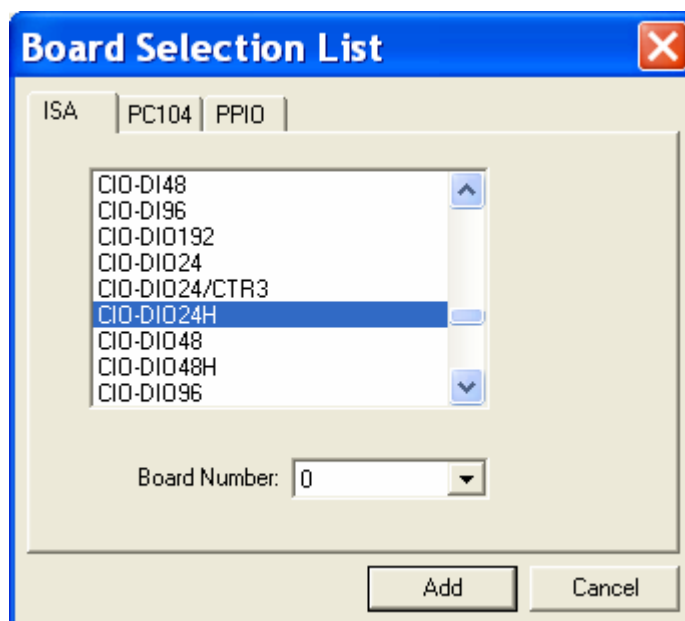 Board Selection List
ISA PC104 PPIO
CIO-DI48
CIO-DI96
CIO-DIO192
CIO-DIO24
CIO-DIO24/CTR3
CIO-DIO24H
CIO-DIO48
CIO-DIO48H
CIO-DIO96
Board Number: 0
Add Cancel